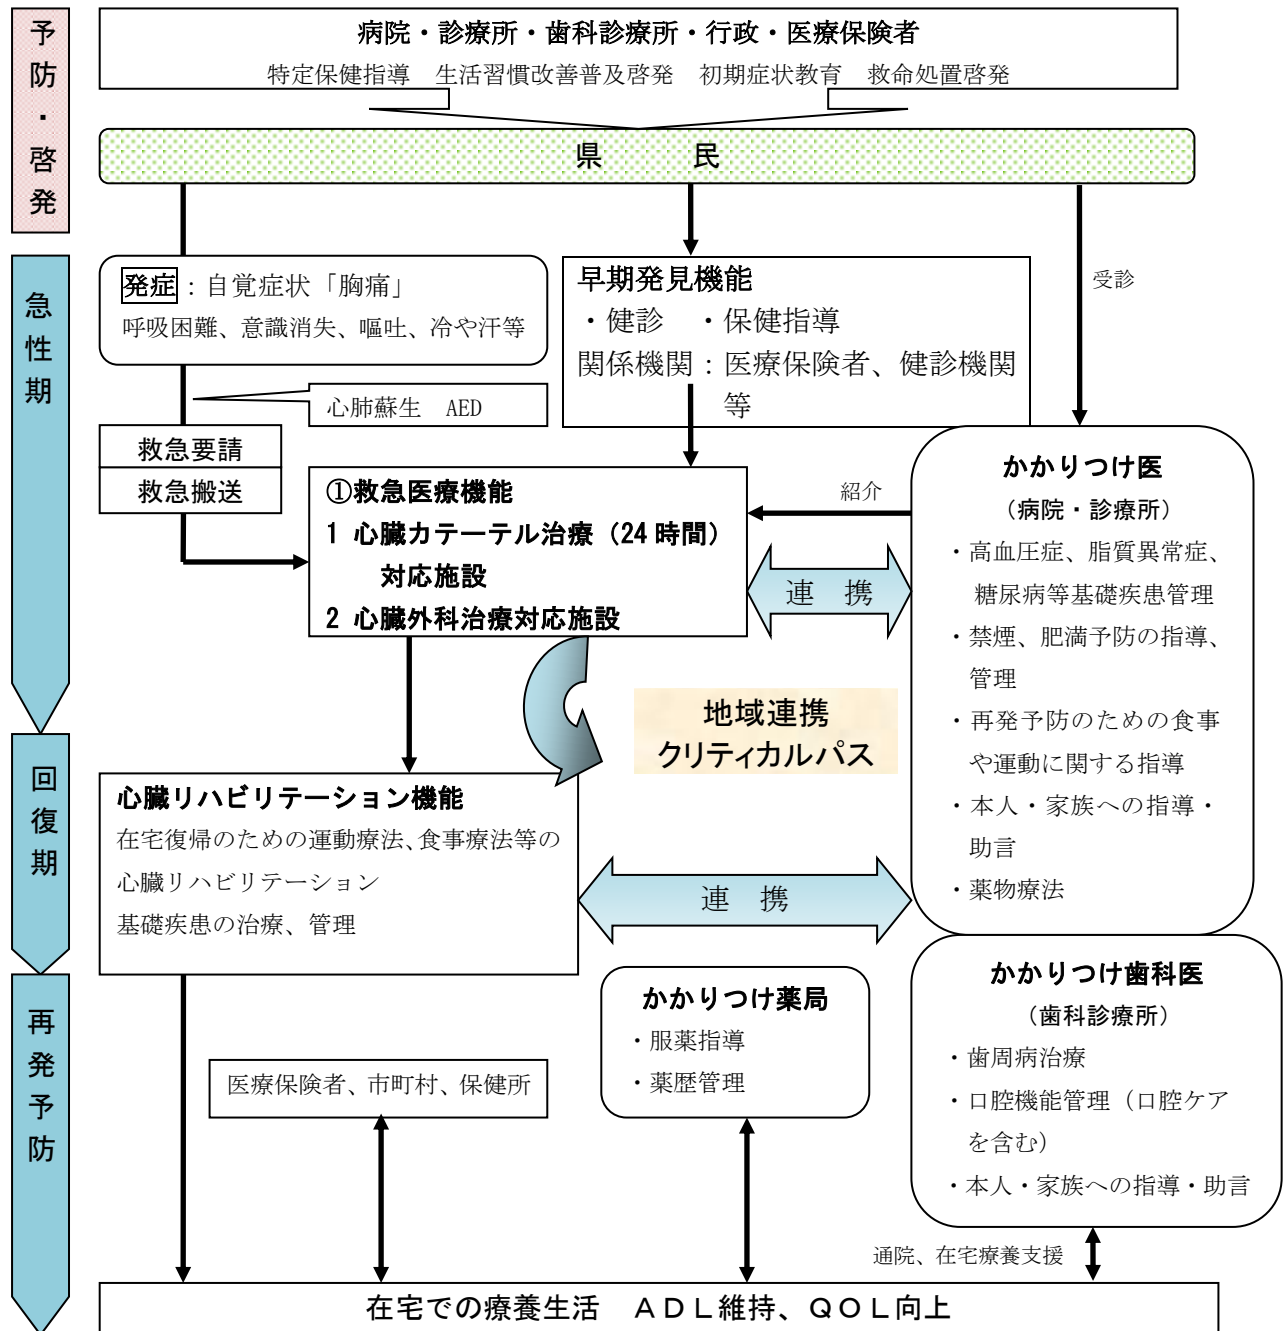 予防・啓発
病院・診療所・歯科診療所・行政・医療保険者
特定保健指導　生活習慣改善普及啓発　初期症状教育　救命処置啓発
県　　民
急性期
発症：自覚症状「胸痛」
呼吸困難、意識消失、嘔吐、冷や汗等
早期発見機能
・健診　・保健指導
関係機関：医療保険者、健診機関
等
受診
心肺蘇生　AED
救急要請
救急搬送
①救急医療機能
1 心臓カテーテル治療（24時間）
対応施設
2 心臓外科治療対応施設
紹介
連　携
かかりつけ医
（病院・診療所）
・高血圧症、脂質異常症、
糖尿病等基礎疾患管理
・禁煙、肥満予防の指導、
管理
・再発予防のための食事
や運動に関する指導
・本人・家族への指導・
助言
・薬物療法
地域連携
クリティカルパス
回復期
心臓リハビリテーション機能
在宅復帰のための運動療法、食事療法等の
心臓リハビリテーション
基礎疾患の治療、管理
連　携
再発予防
医療保険者、市町村、保健所
かかりつけ薬局
・服薬指導
・薬歴管理
かかりつけ歯科医
（歯科診療所）
・歯周病治療
・口腔機能管理（口腔ケア
を含む）
・本人・家族への指導・助言
通院、在宅療養支援
在宅での療養生活　ＡＤＬ維持、ＱＯＬ向上